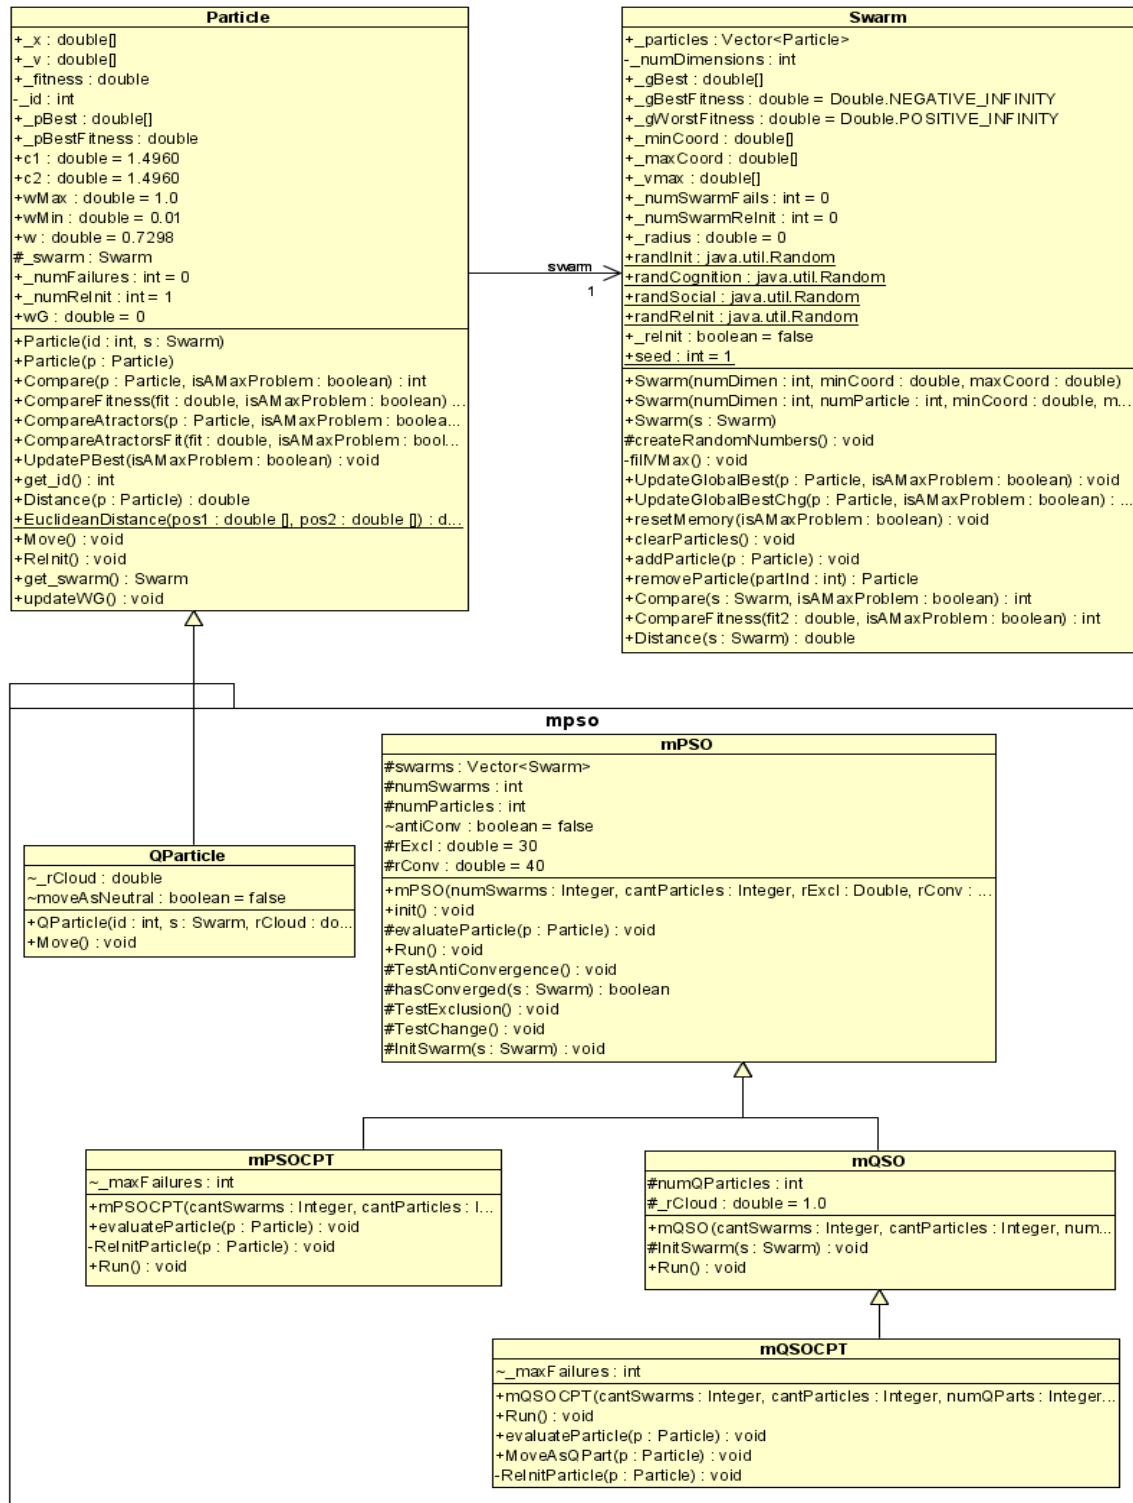 Particle
+_x : double[]
+_v : double[]
+_fitness : double
-_id : int
+_pBest : double[]
+_pBestFitness : double
+c1 : double = 1.4960
+c2 : double = 1.4960
+wMax : double = 1.0
+wMin : double = 0.01
+w : double = 0.7298
#_swarm : Swarm
+_numFailures : int = 0
+_numReInit : int = 1
+wG : double = 0
+Particle(id : int, s : Swarm)
+Particle(p : Particle)
+Compare(p : Particle, isAMaxProblem : boolean) : int
+CompareFitness(fit : double, isAMaxProblem : boolean) ...
+CompareAtractors(p : Particle, isAMaxProblem : boolea...
+CompareAtractorsFit(fit : double, isAMaxProblem : bool...
+UpdatePBest(isAMaxProblem : boolean) : void
+get_id() : int
+Distance(p : Particle) : double
+EuclideanDistance(pos1 : double [], pos2 : double []) : d...
+Move() : void
+ReInit() : void
+get_swarm() : Swarm
+updateWG() : void
swarm
1
Swarm
+_particles : Vector<Particle>
-_numDimensions : int
+_gBest : double[]
+_gBestFitness : double = Double.NEGATIVE_INFINITY
+_gWorstFitness : double = Double.POSITIVE_INFINITY
+_minCoord : double[]
+_maxCoord : double[]
+_vmax : double[]
+_numSwarmFails : int = 0
+_numSwarmReInit : int = 0
+_radius : double = 0
+randInit : java.util.Random
+randCognition : java.util.Random
+randSocial : java.util.Random
+randReInit : java.util.Random
+_reInit : boolean = false
+seed : int = 1
+Swarm(numDimen : int, minCoord : double, maxCoord : double)
+Swarm(numDimen : int, numParticle : int, minCoord : double, m...
+Swarm(s : Swarm)
#createRandomNumbers() : void
-fillVMax() : void
+UpdateGlobalBest(p : Particle, isAMaxProblem : boolean) : void
+UpdateGlobalBestChg(p : Particle, isAMaxProblem : boolean) : ...
+resetMemory(isAMaxProblem : boolean) : void
+clearParticles() : void
+addParticle(p : Particle) : void
+removeParticle(partInd : int) : Particle
+Compare(s : Swarm, isAMaxProblem : boolean) : int
+CompareFitness(fit2 : double, isAMaxProblem : boolean) : int
+Distance(s : Swarm) : double
mpso
mPSO
#swarms : Vector<Swarm>
#numSwarms : int
#numParticles : int
~antiConv : boolean = false
#rExcl : double = 30
#rConv : double = 40
+mPSO(numSwarms : Integer, cantParticles : Integer, rExcl : Double, rConv : ...
+init() : void
#evaluateParticle(p : Particle) : void
+Run() : void
#TestAntiConvergence() : void
#hasConverged(s : Swarm) : boolean
#TestExclusion() : void
#TestChange() : void
#InitSwarm(s : Swarm) : void
QParticle
~_rCloud : double
~moveAsNeutral : boolean = false
+QParticle(id : int, s : Swarm, rCloud : do...
+Move() : void
mPSOCPT
~_maxFailures : int
+mPSOCPT(cantSwarms : Integer, cantParticles : I...
+evaluateParticle(p : Particle) : void
-ReInitParticle(p : Particle) : void
+Run() : void
mQSO
#numQParticles : int
#_rCloud : double = 1.0
+mQSO(cantSwarms : Integer, cantParticles : Integer, num...
#InitSwarm(s : Swarm) : void
+Run() : void
mQSOCPT
~_maxFailures : int
+mQSOCPT(cantSwarms : Integer, cantParticles : Integer, numQParts : Integer...
+Run() : void
+evaluateParticle(p : Particle) : void
+MoveAsQPart(p : Particle) : void
-ReInitParticle(p : Particle) : void